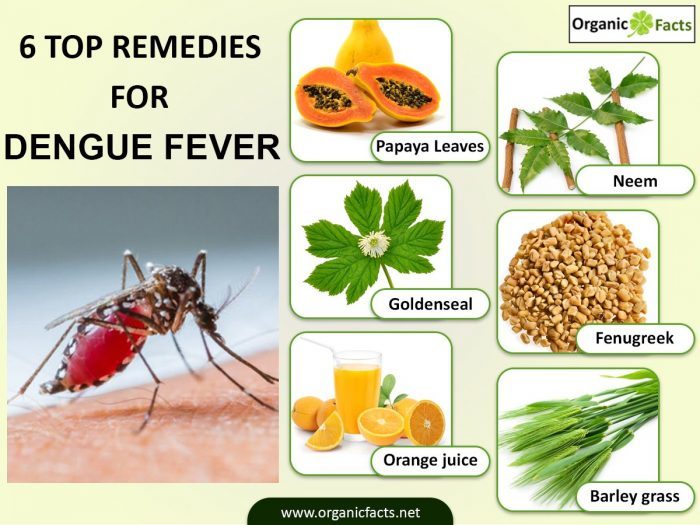 6 TOP REMEDIES
FOR
DENGUE FEVER
Organic Facts
Papaya Leaves
Neem
Goldenseal
Fenugreek
Orange juice
Barley grass
www.organicfacts.net